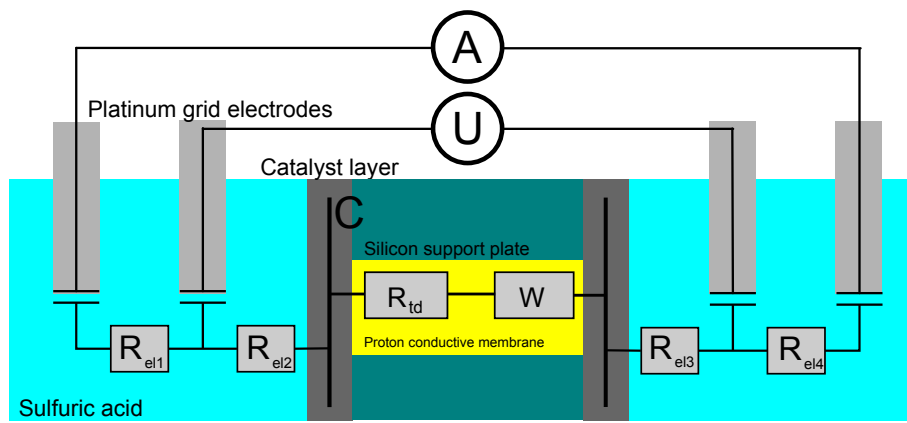 A
Platinum grid electrodes
U
Catalyst layer
C
Silicon support plate
R td
W
Proton conductive membrane
R el1
R el2
R el3
R el4
Sulfuric acid